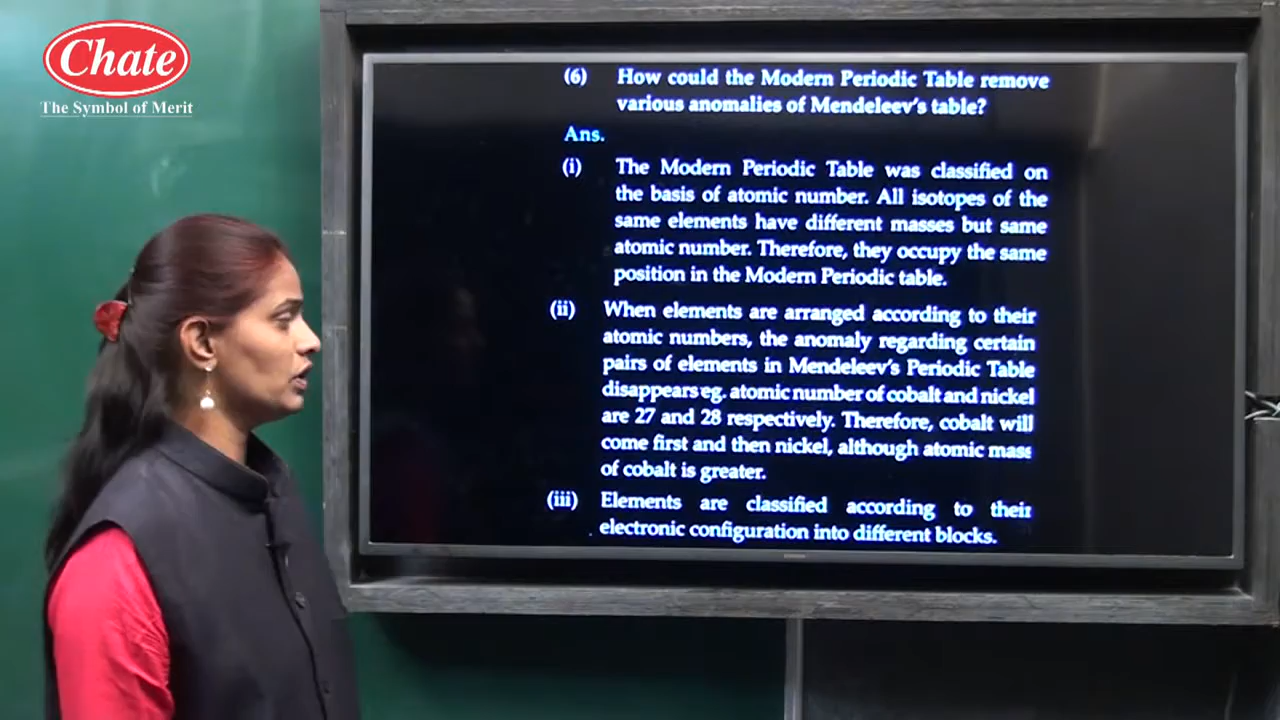 Chate
The Symbol of Merit
(6) How could the Modern Periodic Table remove
various anomalies of Mendeleev's table?
Ans.
(i) The Modern Periodic Table was classified on
the basis of atomic number. All isotopes of the
same elements have different masses but same
atomic number. Therefore, they occupy the same
position in the Modern Periodic table.
(ii) When elements are arranged according to their
atomic numbers, the anomaly regarding certain
pairs of elements in Mendeleev's Periodic Table
disappears eg. atomic number of cobalt and nickel
are 27 and 28 respectively. Therefore, cobalt will
come first and then nickel, although atomic mass
of cobalt is greater.
(iii) Elements are classified according to their
electronic configuration into different blocks.